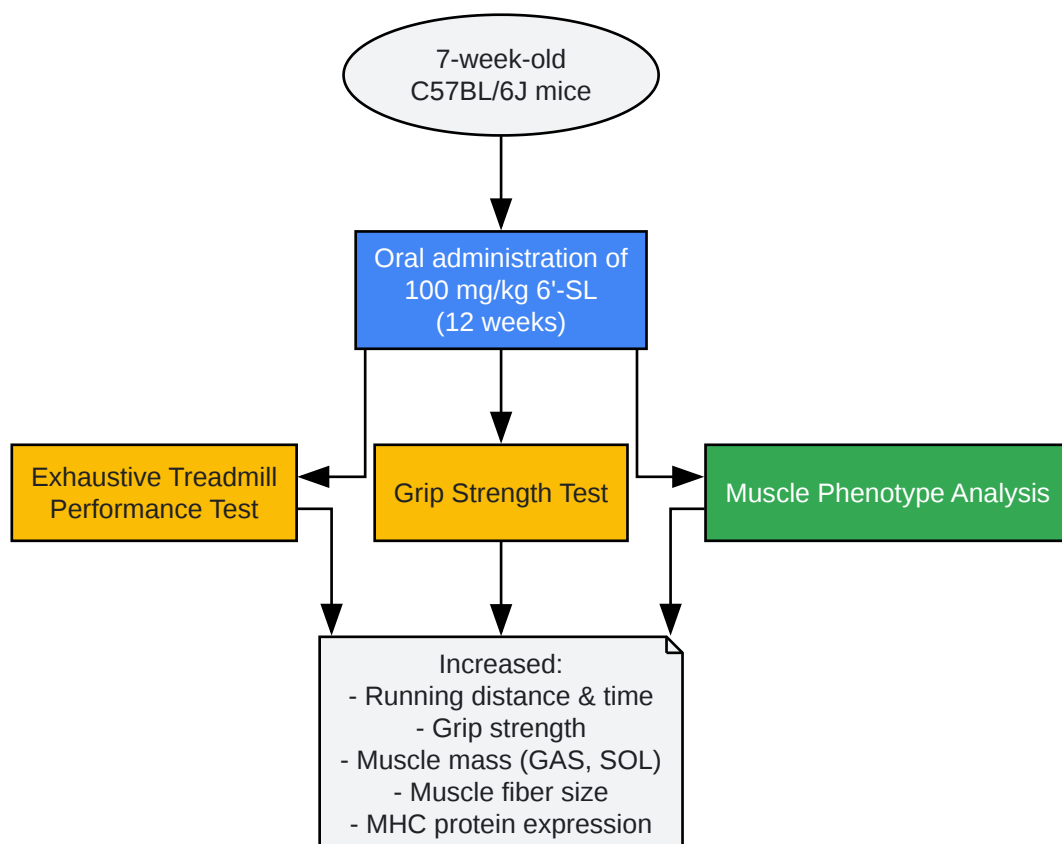 7-week-old
C57BL/6J mice
Oral administration of
100 mg/kg 6'-SL
(12 weeks)
Exhaustive Treadmill
Performance Test
Grip Strength Test
Muscle Phenotype Analysis
Increased:
- Running distance & time
- Grip strength
- Muscle mass (GAS, SOL)
- Muscle fiber size
- MHC protein expression